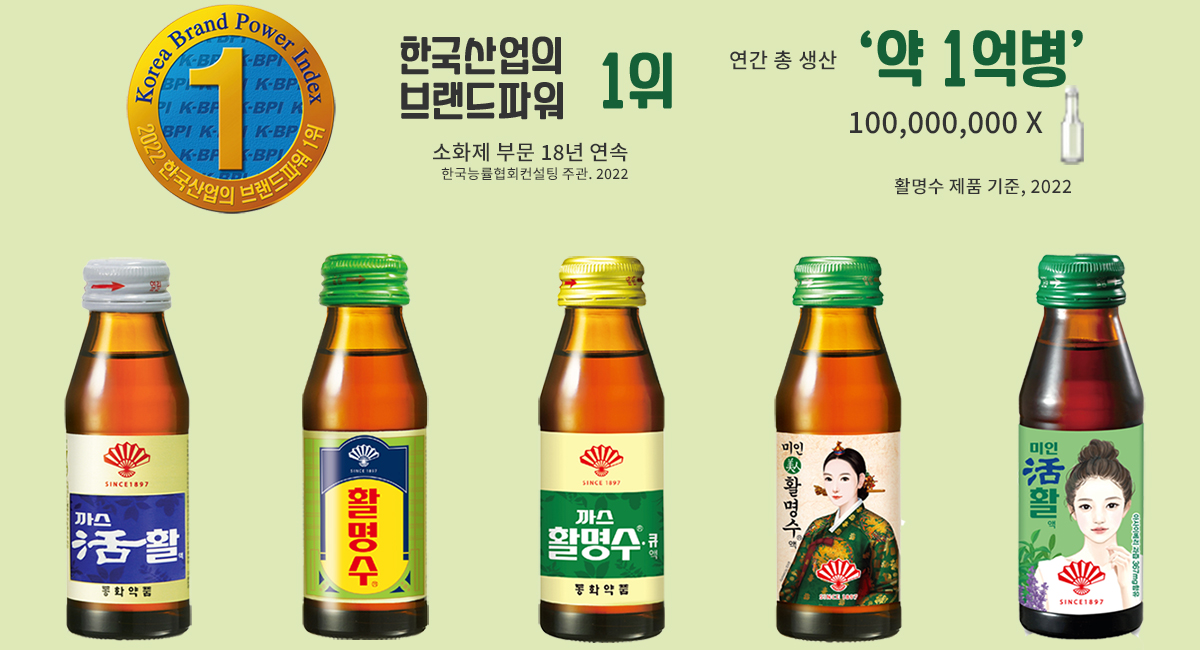 Korea Brand Power Index
K-BPI
1
2022 한국산업의 브랜드파워 1위
한국산업의
브랜드파워
1위
소화제 부문 18년 연속
한국능률협회컨설팅 주관. 2022
연간 총 생산
‘약 1억병’
100,000,000 X
활명수 제품 기준, 2022
SINCE 1897
까스
活활
액
동화약품
SINCE 1897
활명수
SINCE 1897
까스
활명수®·큐
액
동화약품
미인
美人
활명수
액
SINCE 1897
미인
活
활
액
SINCE1897